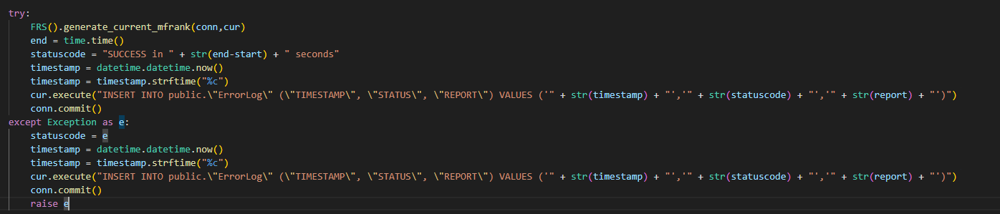 try:
    FRS().generate_current_mfrank(conn,cur)
    end = time.time()
    statuscode = "SUCCESS in " + str(end-start) + " seconds"
    timestamp = datetime.datetime.now()
    timestamp = timestamp.strftime("%c")
    cur.execute("INSERT INTO public.\"ErrorLog\" (\"TIMESTAMP\", \"STATUS\", \"REPORT\") VALUES ('" + str(timestamp) + "','" + str(statuscode) + "','" + str(report) + "')")
    conn.commit()
except Exception as e:
    statuscode = e
    timestamp = datetime.datetime.now()
    timestamp = timestamp.strftime("%c")
    cur.execute("INSERT INTO public.\"ErrorLog\" (\"TIMESTAMP\", \"STATUS\", \"REPORT\") VALUES ('" + str(timestamp) + "','" + str(statuscode) + "','" + str(report) + "')")
    conn.commit()
    raise e